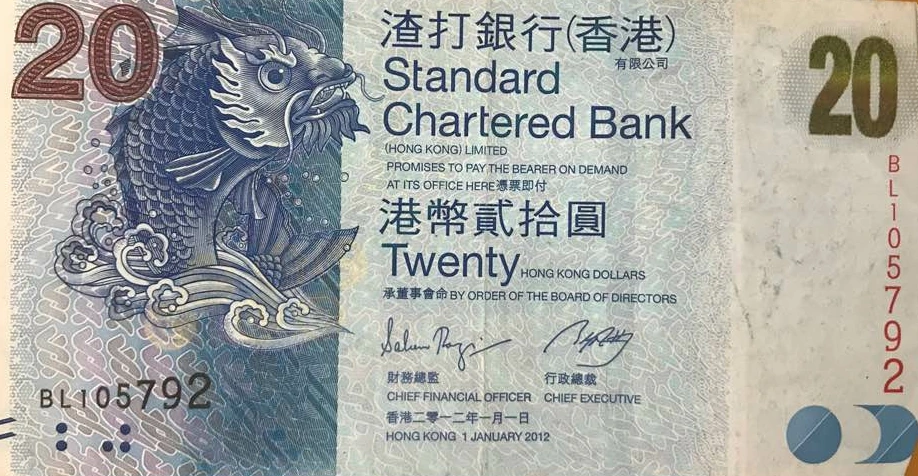 20
渣打銀行(香港)
有限公司
Standard
Chartered Bank
(HONG KONG) LIMITED
PROMISES TO PAY THE BEARER ON DEMAND
AT ITS OFFICE HERE憑票即付
港幣貳拾圓
Twenty HONG KONG DOLLARS
承董事會命 BY ORDER OF THE BOARD OF DIRECTORS
財務總監 行政總裁
CHIEF FINANCIAL OFFICER CHIEF EXECUTIVE
香港二零一二年一月一日
HONG KONG 1 JANUARY 2012
BL105792
20
BL105792